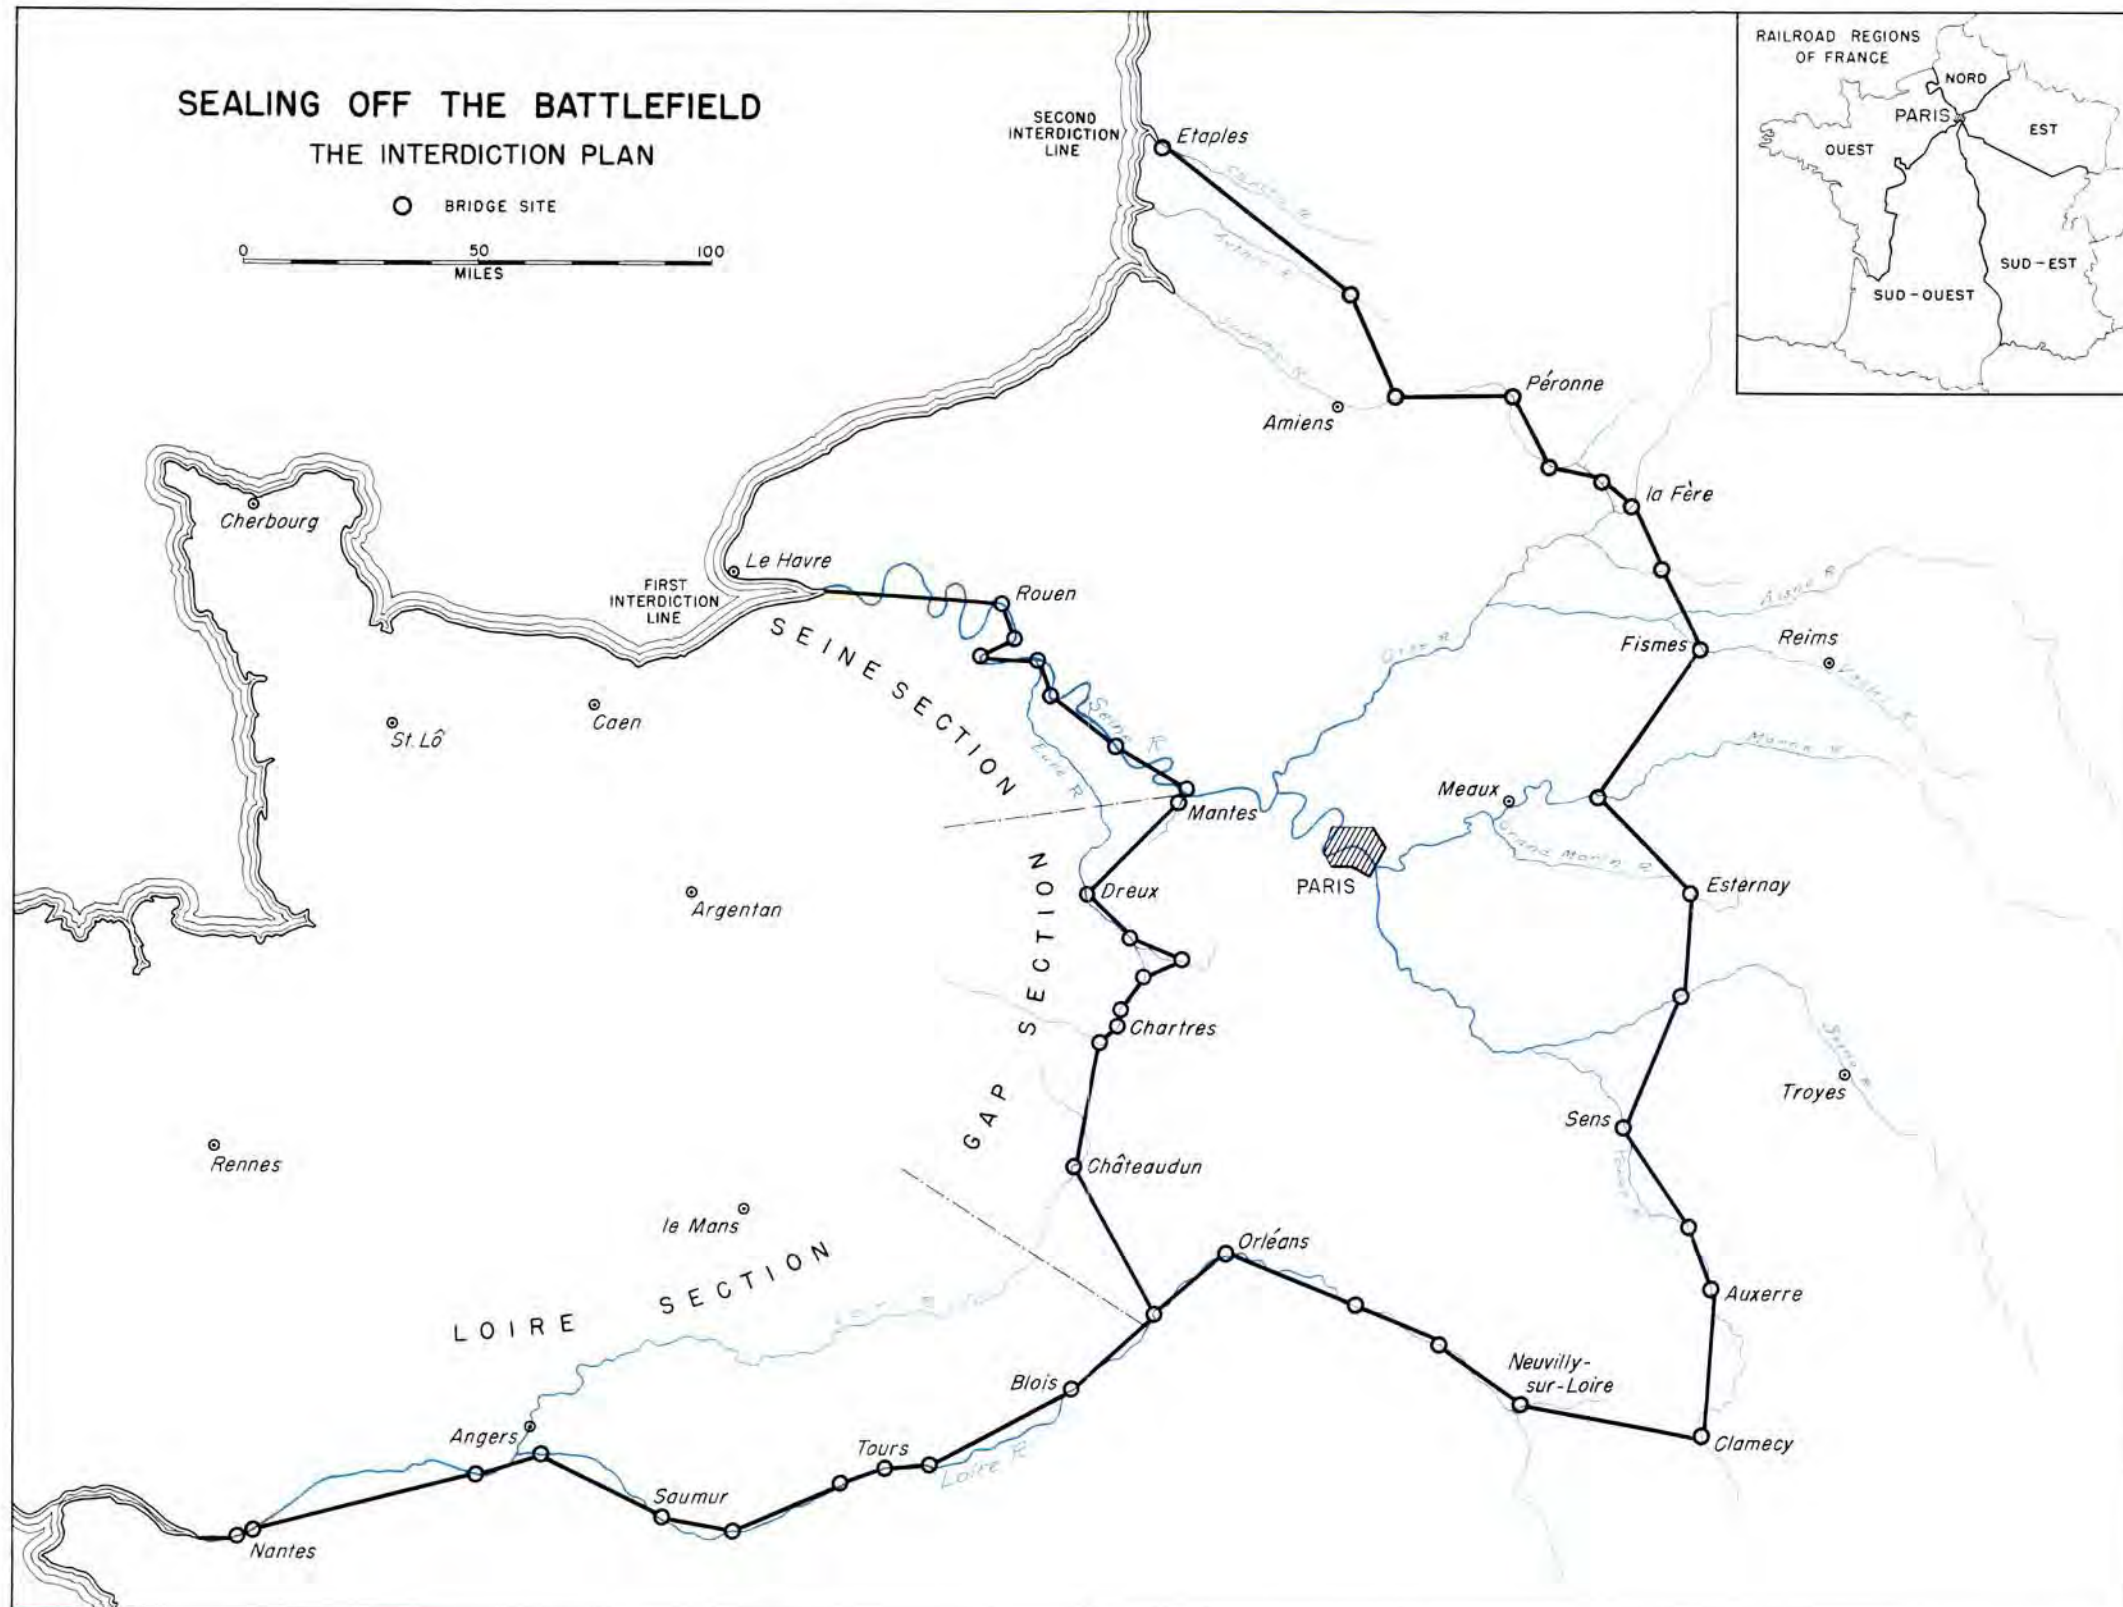 SEALING OFF THE BATTLEFIELD
THE INTERDICTION PLAN
BRIDGE SITE
0 50 100
MILES
RAILROAD REGIONS
OF FRANCE
NORD
PARIS
EST
OUEST
SUD-EST
SUD-OUEST
SECOND
INTERDICTION
LINE
Etaples
Authie R
Somme R
Péronne
Amiens
la Fère
Cherbourg
Le Havre
FIRST
INTERDICTION
LINE
Rouen
SEINE SECTION
Oise R
Aisne R
Fismes
Reims
St. Lô
Caen
Seine R
Eure R
Marne R
Meaux
Mantes
Grand Morin R
PARIS
Dreux
Esternay
Argentan
GAP SECTION
Chartres
Seine R
Troyes
Sens
Rennes
Châteaudun
le Mans
LOIRE SECTION
Orléans
Auxerre
Neuvilly-
sur-Loire
Blois
Angers
Tours
Loire R
Clamecy
Saumur
Nantes